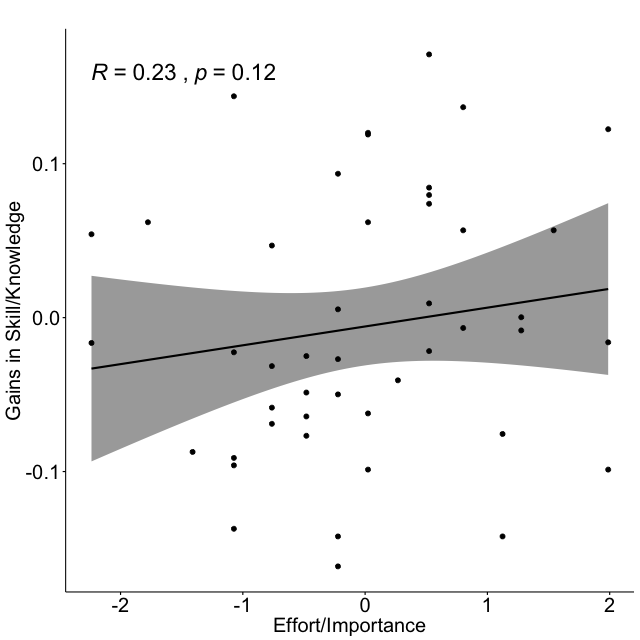 R = 0.23 , p = 0.12
Gains in Skill/Knowledge
0.1
0.0
-0.1
-2 -1 0 1 2
Effort/Importance